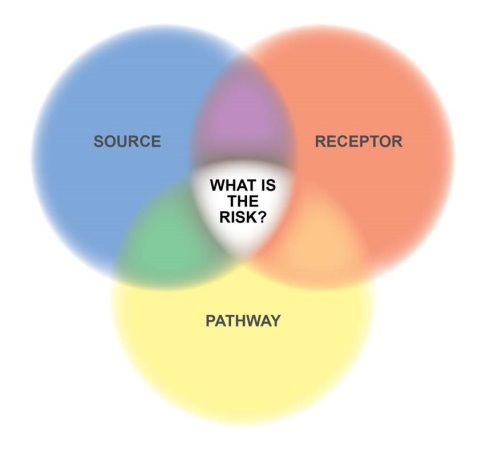 SOURCE
RECEPTOR
WHAT IS
THE
RISK?
PATHWAY